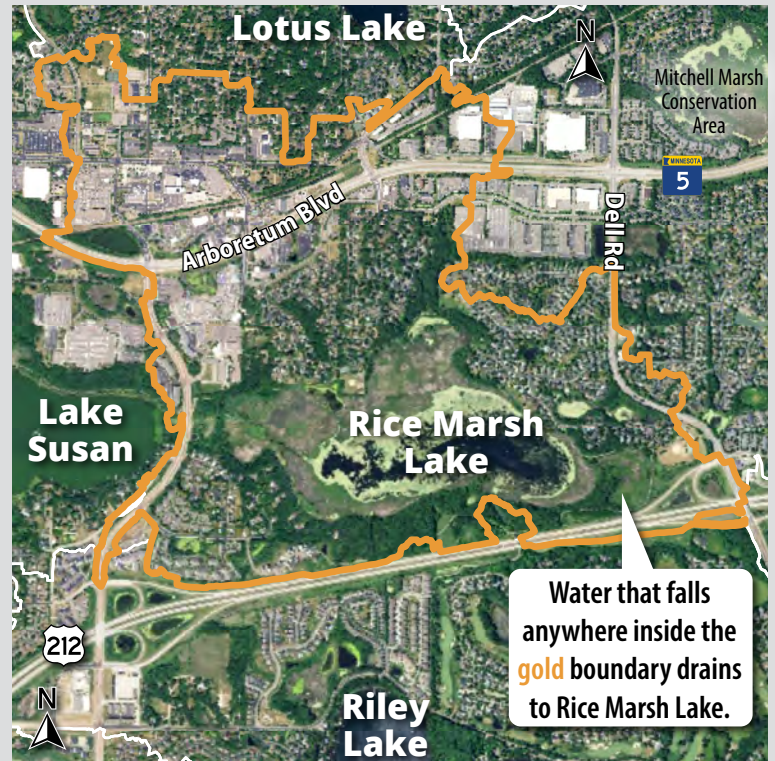 Lotus Lake
N
Mitchell Marsh
Conservation
Area
MINNESOTA
5
Arboretum Blvd
Dell Rd
Lake
Susan
Rice Marsh
Lake
Water that falls
anywhere inside the
gold boundary drains
to Rice Marsh Lake.
212
N
Riley
Lake